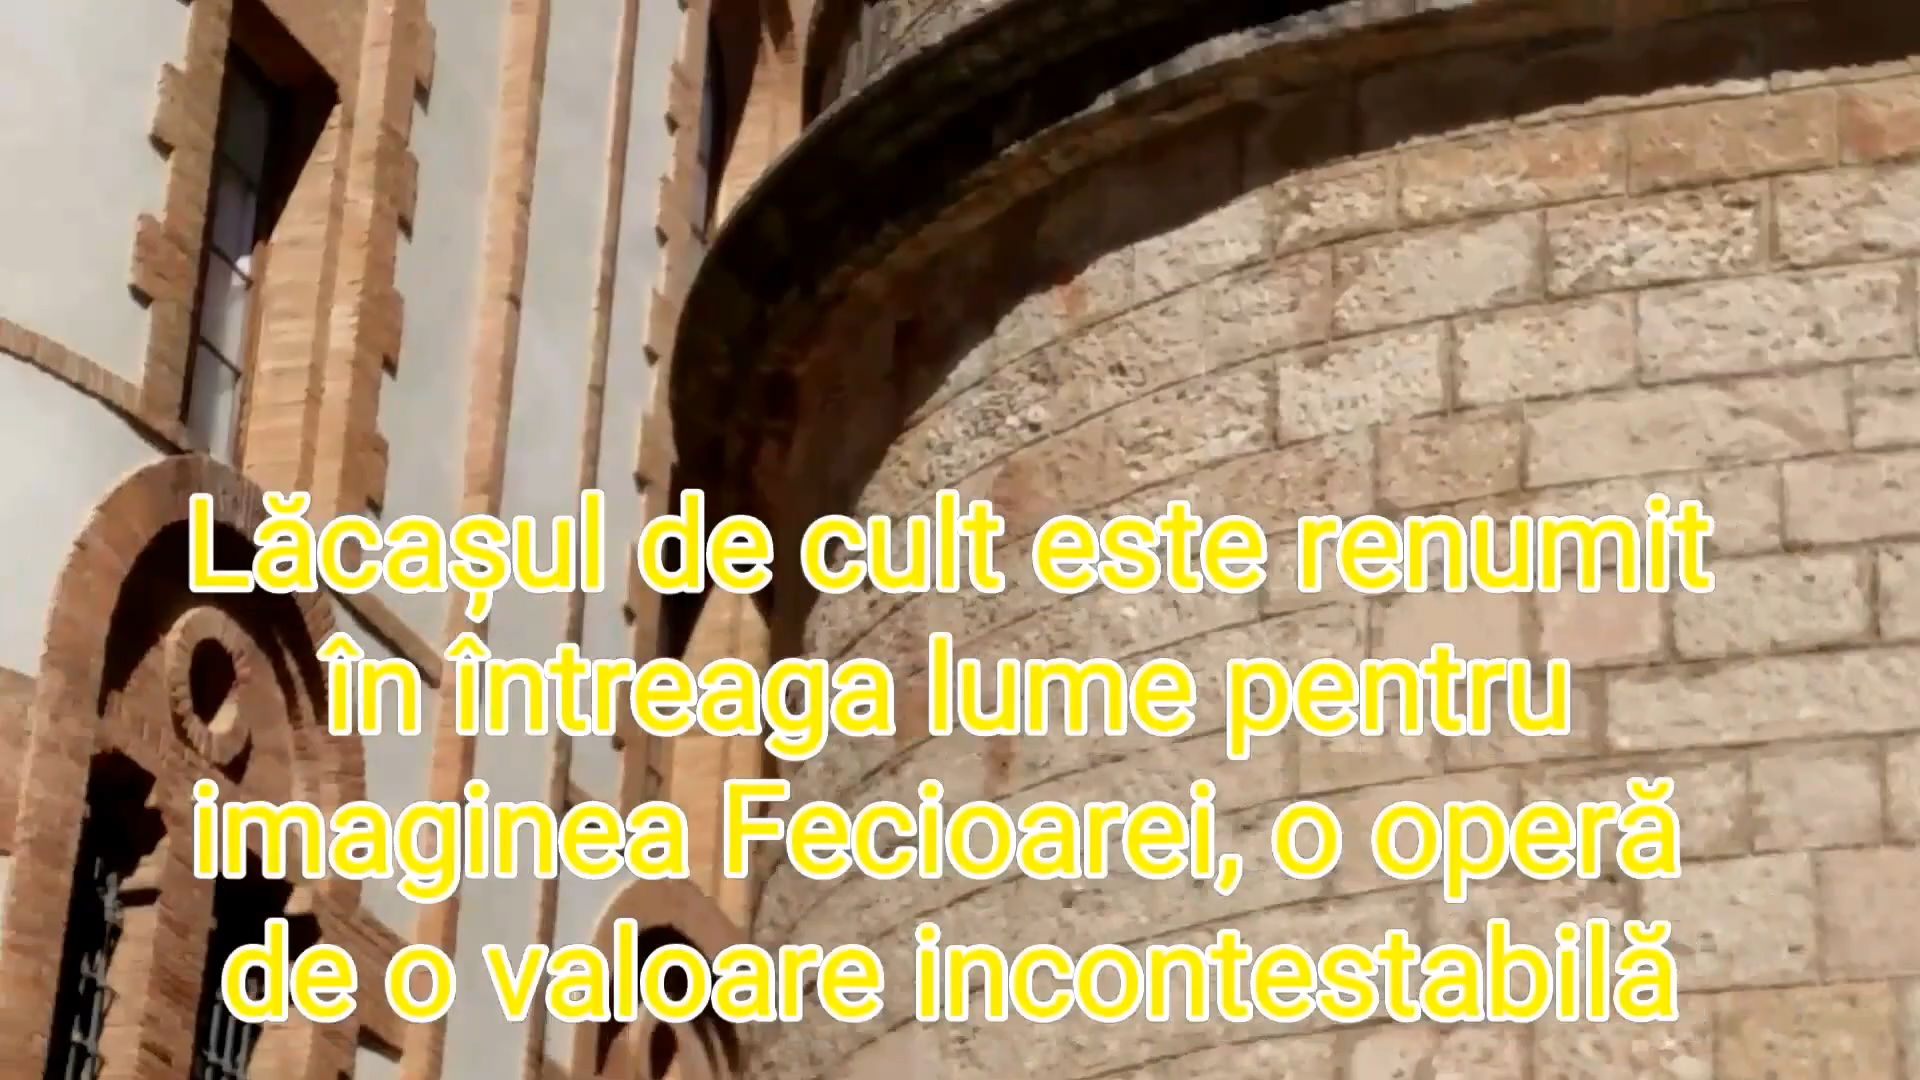 Lăcașul de cult este renumit
în întreaga lume pentru
imaginea Fecioarei, o operă
de o valoare incontestabilă